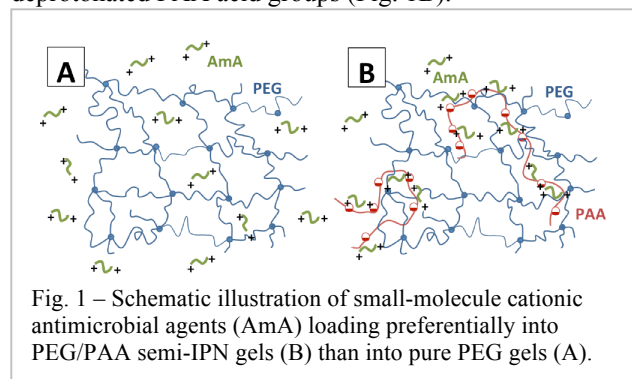 deprotonated PAA acid groups (Fig. 1B).
A
AmA
PEG
B
AmA
PEG
PAA
Fig. 1 – Schematic illustration of small-molecule cationic
antimicrobial agents (AmA) loading preferentially into
PEG/PAA semi-IPN gels (B) than into pure PEG gels (A).